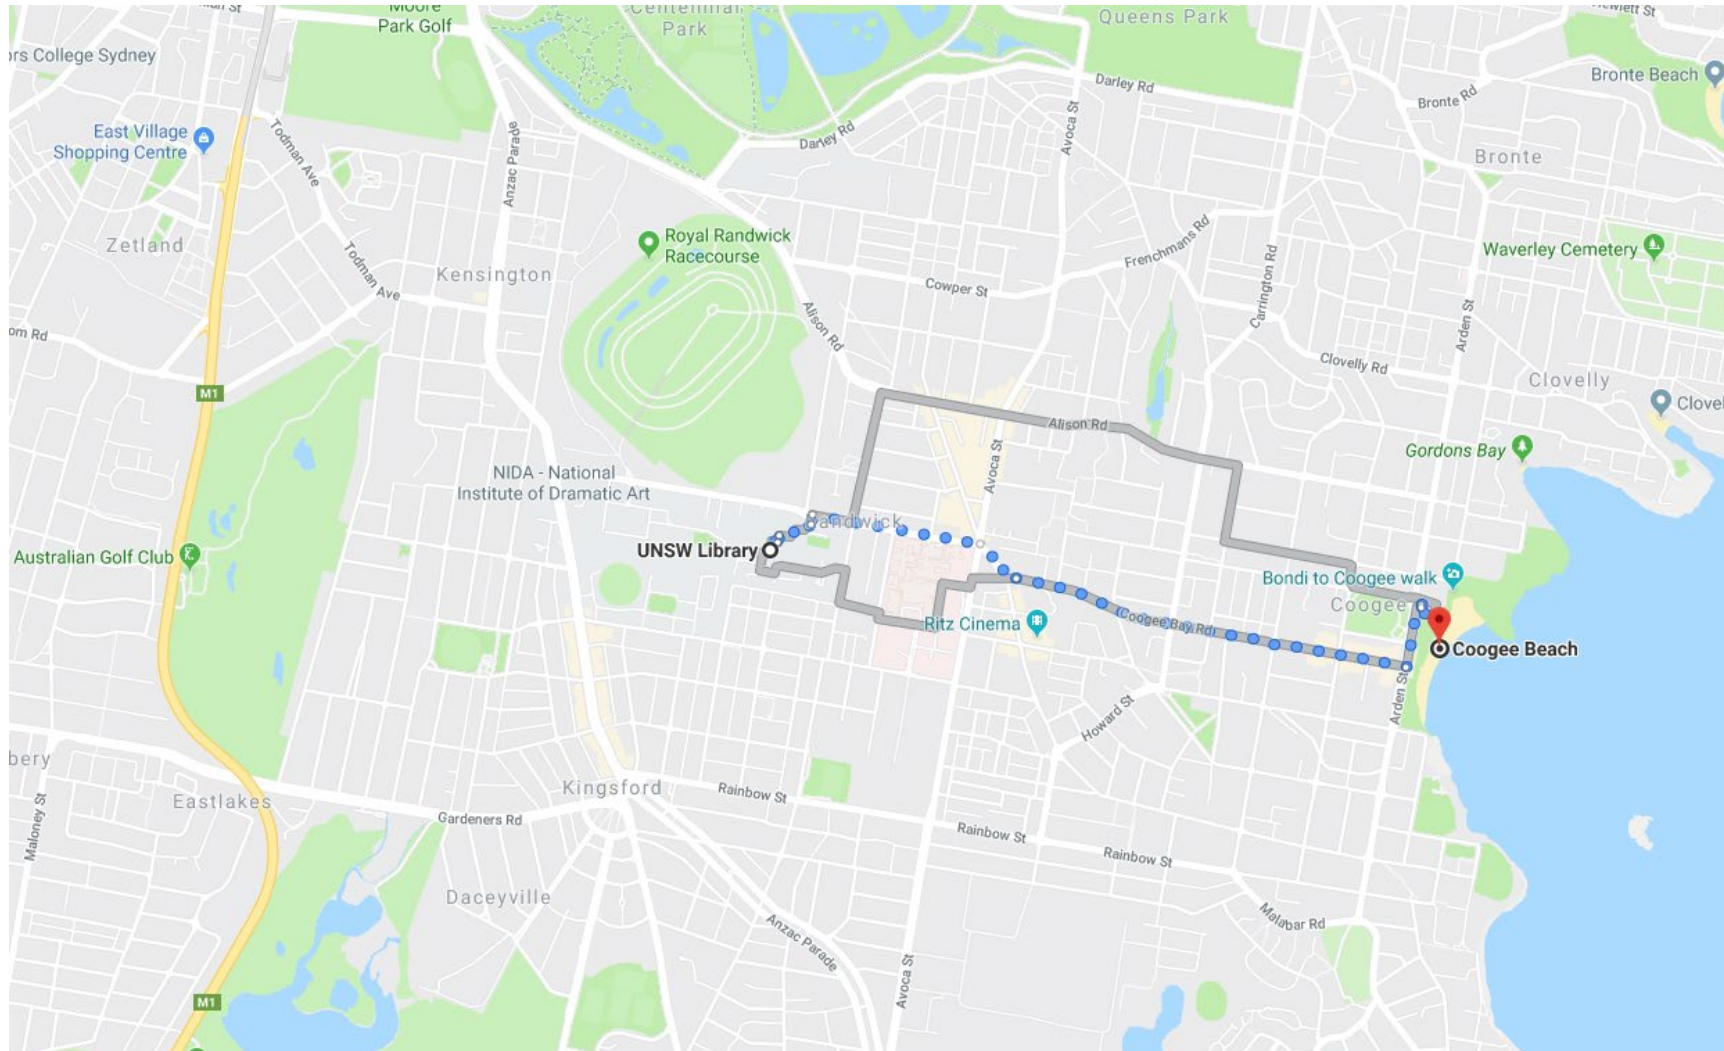 Moore
Park Golf
Centennial
Park
Queens Park
Hewlett St
ors College Sydney
Bronte Beach
Darley Rd
Bronte Rd
East Village
Shopping Centre
Todman Ave
Anzac Parade
Darley Rd
Avoca St
Bronte
Zetland
Royal Randwick
Racecourse
Kensington
Todman Ave
Frenchmans Rd
Waverley Cemetery
Cowper St
Carrington Rd
Arden St
om Rd
Alison Rd
Clovelly Rd
Clovelly
M1
Clovel
Alison Rd
Avoca St
Gordons Bay
NIDA - National
Institute of Dramatic Art
Randwick
UNSW Library
Australian Golf Club
Bondi to Coogee walk
Coogee
Ritz Cinema
Coogee Bay Rd
Coogee Beach
Arden St
Howard St
bery
Kingsford
Eastlakes
Rainbow St
Gardeners Rd
Maloney St
Rainbow St
Rainbow St
Daceyville
Malabar Rd
Anzac Parade
Avoca St
M1